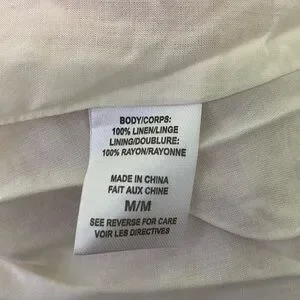 BODY/CORPS:
100% LINEN/LINGE
LINING/DOUBLURE:
100% RAYON/RAYONNE
MADE IN CHINA
FAIT AUX CHINE
M/M
SEE REVERSE FOR CARE
VOIR LES DIRECTIVES